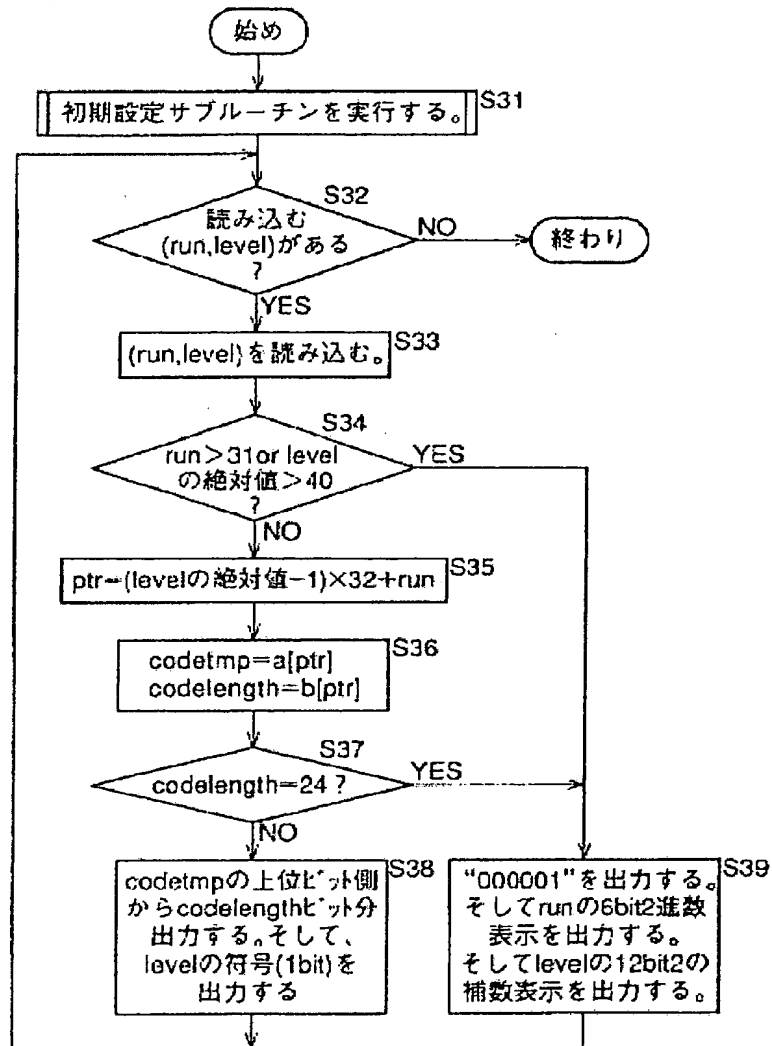 始め
初期設定サブルーチンを実行する。
S31
S32
読み込む
(run,level)がある
?
NO
終わり
YES
(run,level)を読み込む。
S33
S34
run>31or level
の絶対値>40
?
YES
NO
ptr=(levelの絶対値-1)×32+run
S35
codetmp=a[ptr]
codelength=b[ptr]
S36
S37
codelength=24 ?
YES
NO
codetmpの上位ビット側
からcodelengthビット分
出力する。そして、
levelの符号(1bit)を
出力する
S38
"000001"を出力する。
そしてrunの6bit2進数
表示を出力する。
そしてlevelの12bit2の
補数表示を出力する。
S39